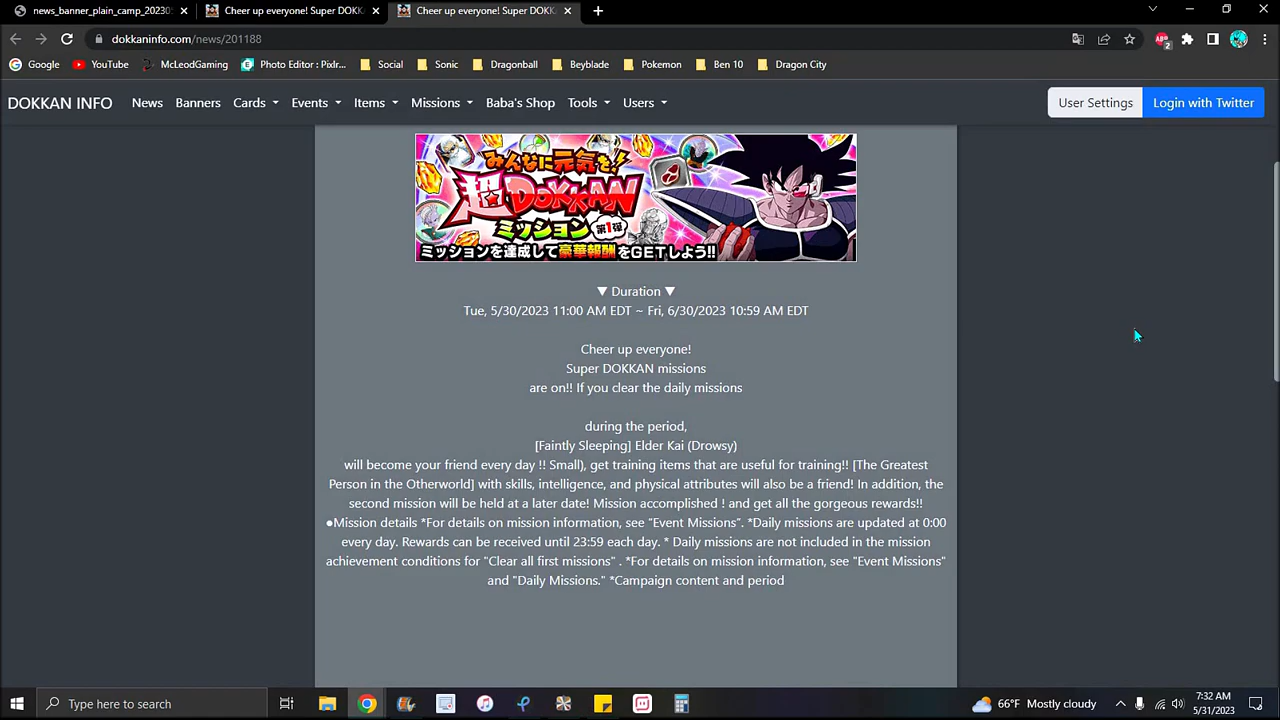 news_banner_plain_camp_20230
Cheer up everyone! Super DOKK
Cheer up everyone! Super DOKK
dokkaninfo.com/news/201188
Google YouTube McLeodGaming Photo Editor : Pixlr... Social Sonic Dragonball Beyblade Pokemon Ben 10 Dragon City
DOKKAN INFO News Banners Cards Events Items Missions Baba's Shop Tools Users User Settings Login with Twitter
みんなに元気を!
超DOKKAN
ミッション 第1弾
ミッションを達成して豪華報酬をGETしよう!!
▼ Duration ▼
Tue, 5/30/2023 11:00 AM EDT ~ Fri, 6/30/2023 10:59 AM EDT
Cheer up everyone!
Super DOKKAN missions
are on!! If you clear the daily missions
during the period,
[Faintly Sleeping] Elder Kai (Drowsy)
will become your friend every day !! Small), get training items that are useful for training!! [The Greatest
Person in the Otherworld] with skills, intelligence, and physical attributes will also be a friend! In addition, the
second mission will be held at a later date! Mission accomplished ! and get all the gorgeous rewards!!
●Mission details *For details on mission information, see "Event Missions". *Daily missions are updated at 0:00
every day. Rewards can be received until 23:59 each day. * Daily missions are not included in the mission
achievement conditions for "Clear all first missions" . *For details on mission information, see "Event Missions"
and "Daily Missions." *Campaign content and period
Type here to search
66°F Mostly cloudy
7:32 AM
5/31/2023